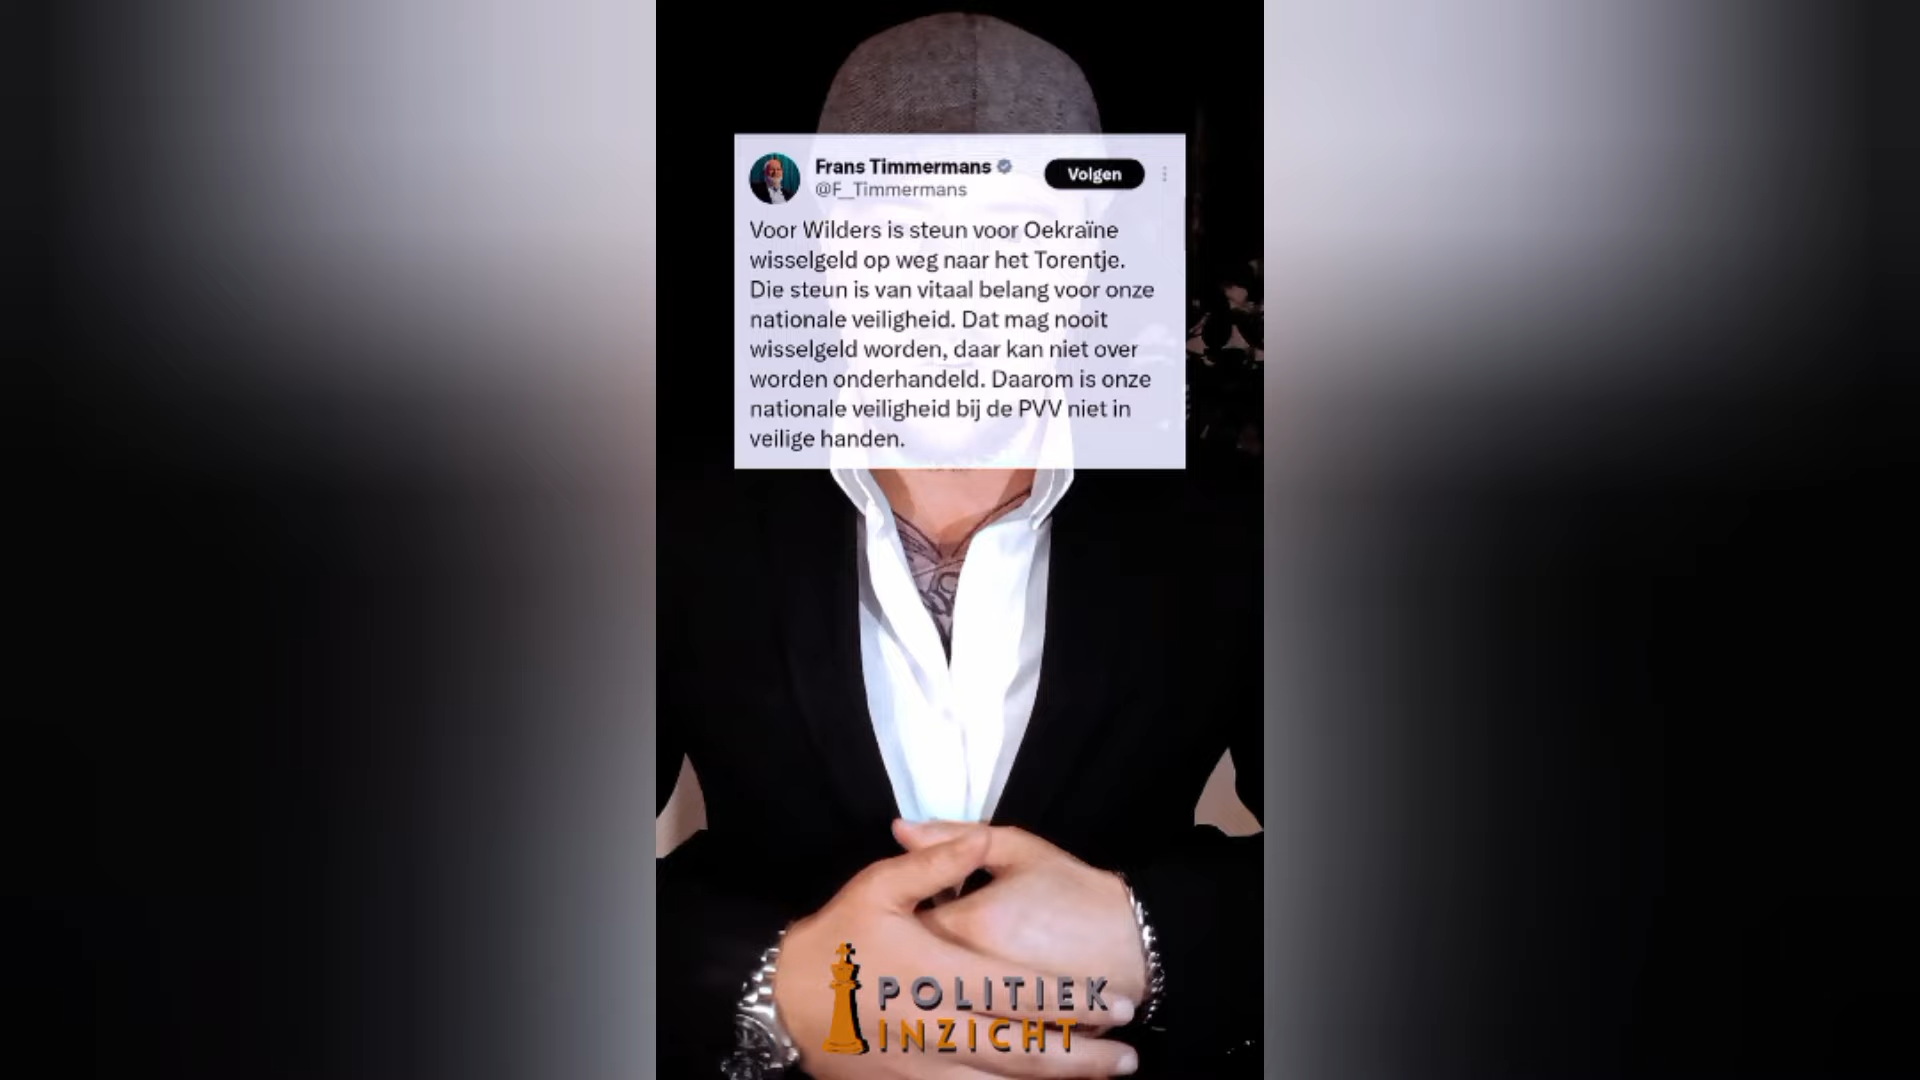 Frans Timmermans
Volgen
@F__Timmermans
Voor Wilders is steun voor Oekraïne
wisselgeld op weg naar het Torentje.
Die steun is van vitaal belang voor onze
nationale veiligheid. Dat mag nooit
wisselgeld worden, daar kan niet over
worden onderhandeld. Daarom is onze
nationale veiligheid bij de PVV niet in
veilige handen.
POLITIEK
INZICHT